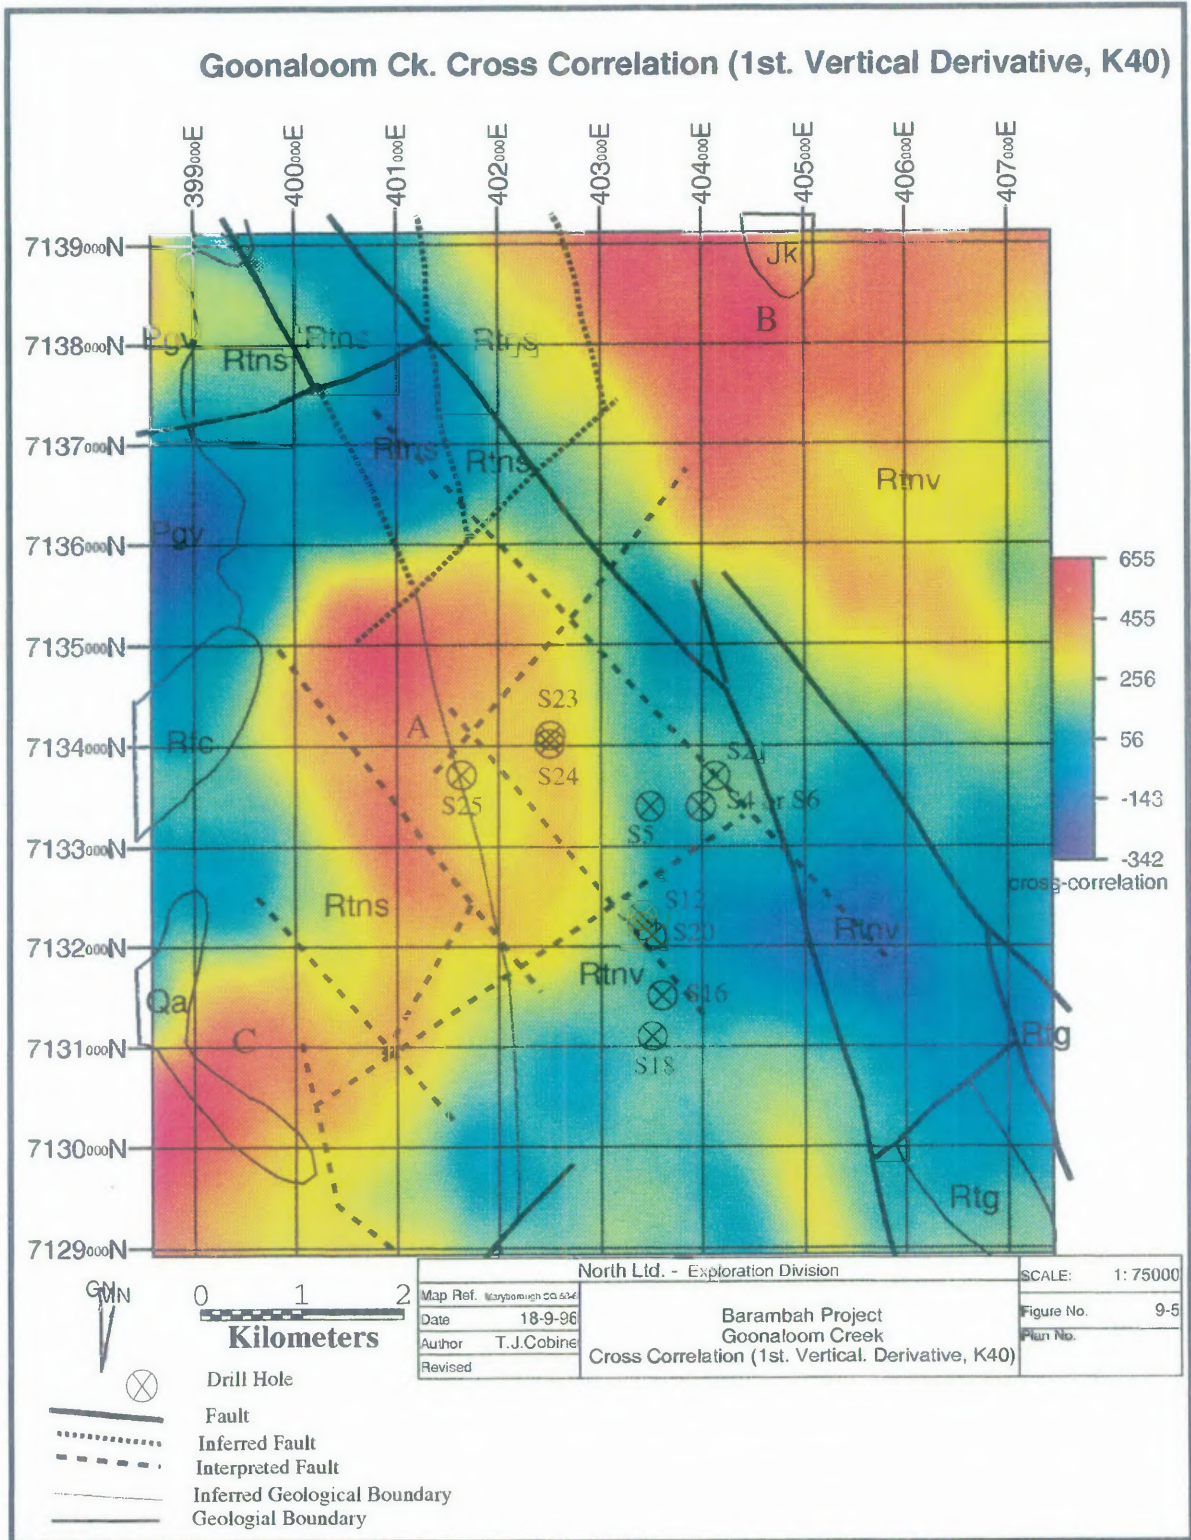 Goonaloom Ck. Cross Correlation (1st. Vertical Derivative, K40)
399000E 400000E 401000E 402000E 403000E 404000E 405000E 406000E 407000E
7139000N
7138000N
7137000N
7136000N
7135000N
7134000N
7133000N
7132000N
7131000N
7130000N
7129000N
Jk
B
Pgv
Rtns
Rtns
Rtns
Rtns
Rtns
Rtnv
Pgv
655
455
256
56
-143
-342
cross-correlation
S23
A
Rfc
S24
S25
S21
S4 or S6
S5
Rtns
S12
S20
Rtnv
Rtnv
S16
Qa
C
S18
Rtg
Rtg
GN
MN
0 1 2
Kilometers
North Ltd. - Exploration Division
Map Ref. Maryborough
Date 18-9-96
Author T.J.Cobine
Revised
Barambah Project
Goonaloom Creek
Cross Correlation (1st. Vertical. Derivative, K40)
SCALE: 1: 75000
Figure No. 9-5
Plan No.
Drill Hole
Fault
Inferred Fault
Interpreted Fault
Inferred Geological Boundary
Geologial Boundary